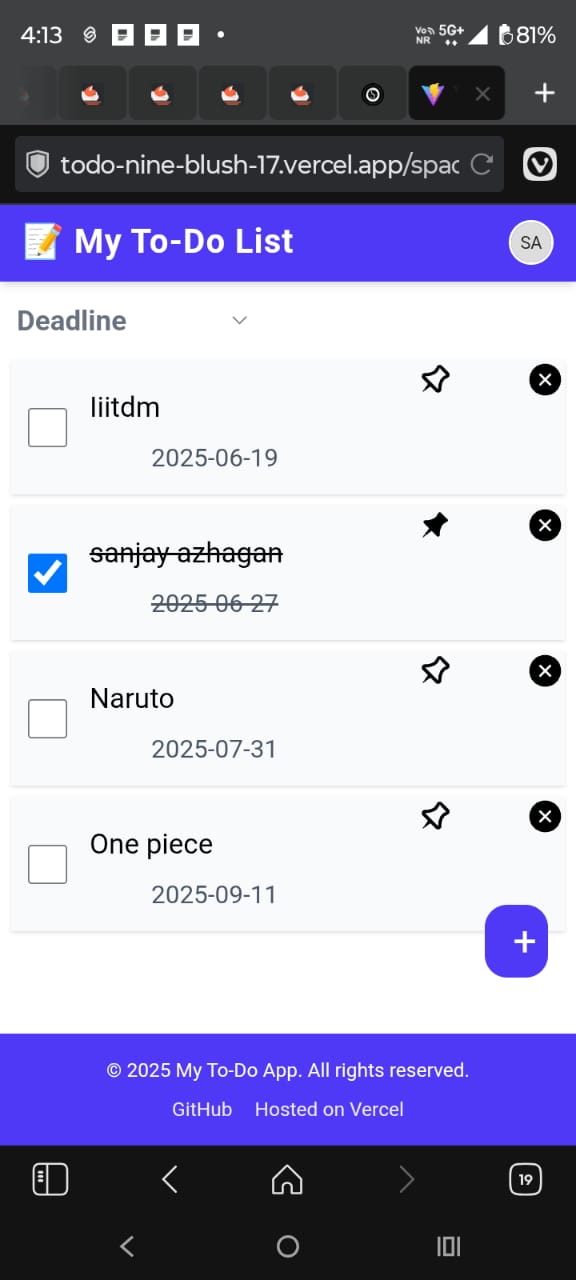 4:13
Vo)) NR 5G+ 81%
todo-nine-blush-17.vercel.app/spac
📝 My To-Do List
SA
Deadline
Iiitdm
2025-06-19
sanjay azhagan
2025-06-27
Naruto
2025-07-31
One piece
2025-09-11
+
© 2025 My To-Do App. All rights reserved.
GitHub Hosted on Vercel
19